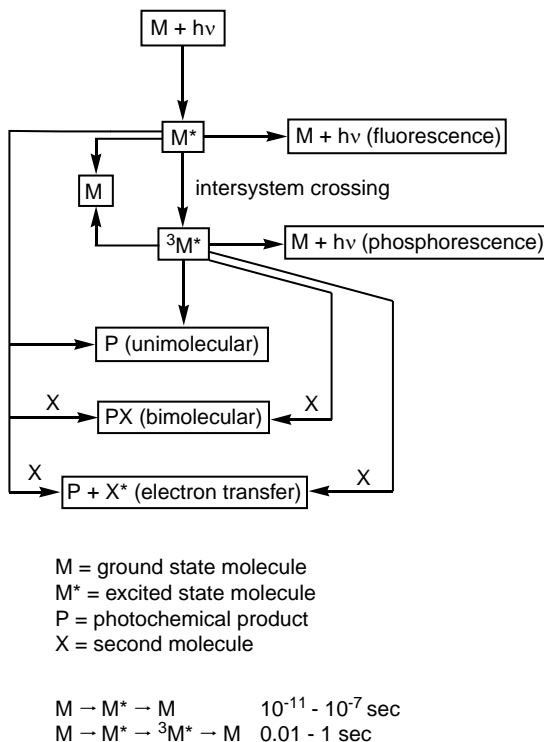 M + hν
M*
M + hν (fluorescence)
M
intersystem crossing
³M*
M + hν (phosphorescence)
P (unimolecular)
X
PX (bimolecular)
X
X
P + X* (electron transfer)
X
M = ground state molecule
M* = excited state molecule
P = photochemical product
X = second molecule
M → M* → M 10⁻¹¹ - 10⁻⁷ sec
M → M* → ³M* → M 0.01 - 1 sec